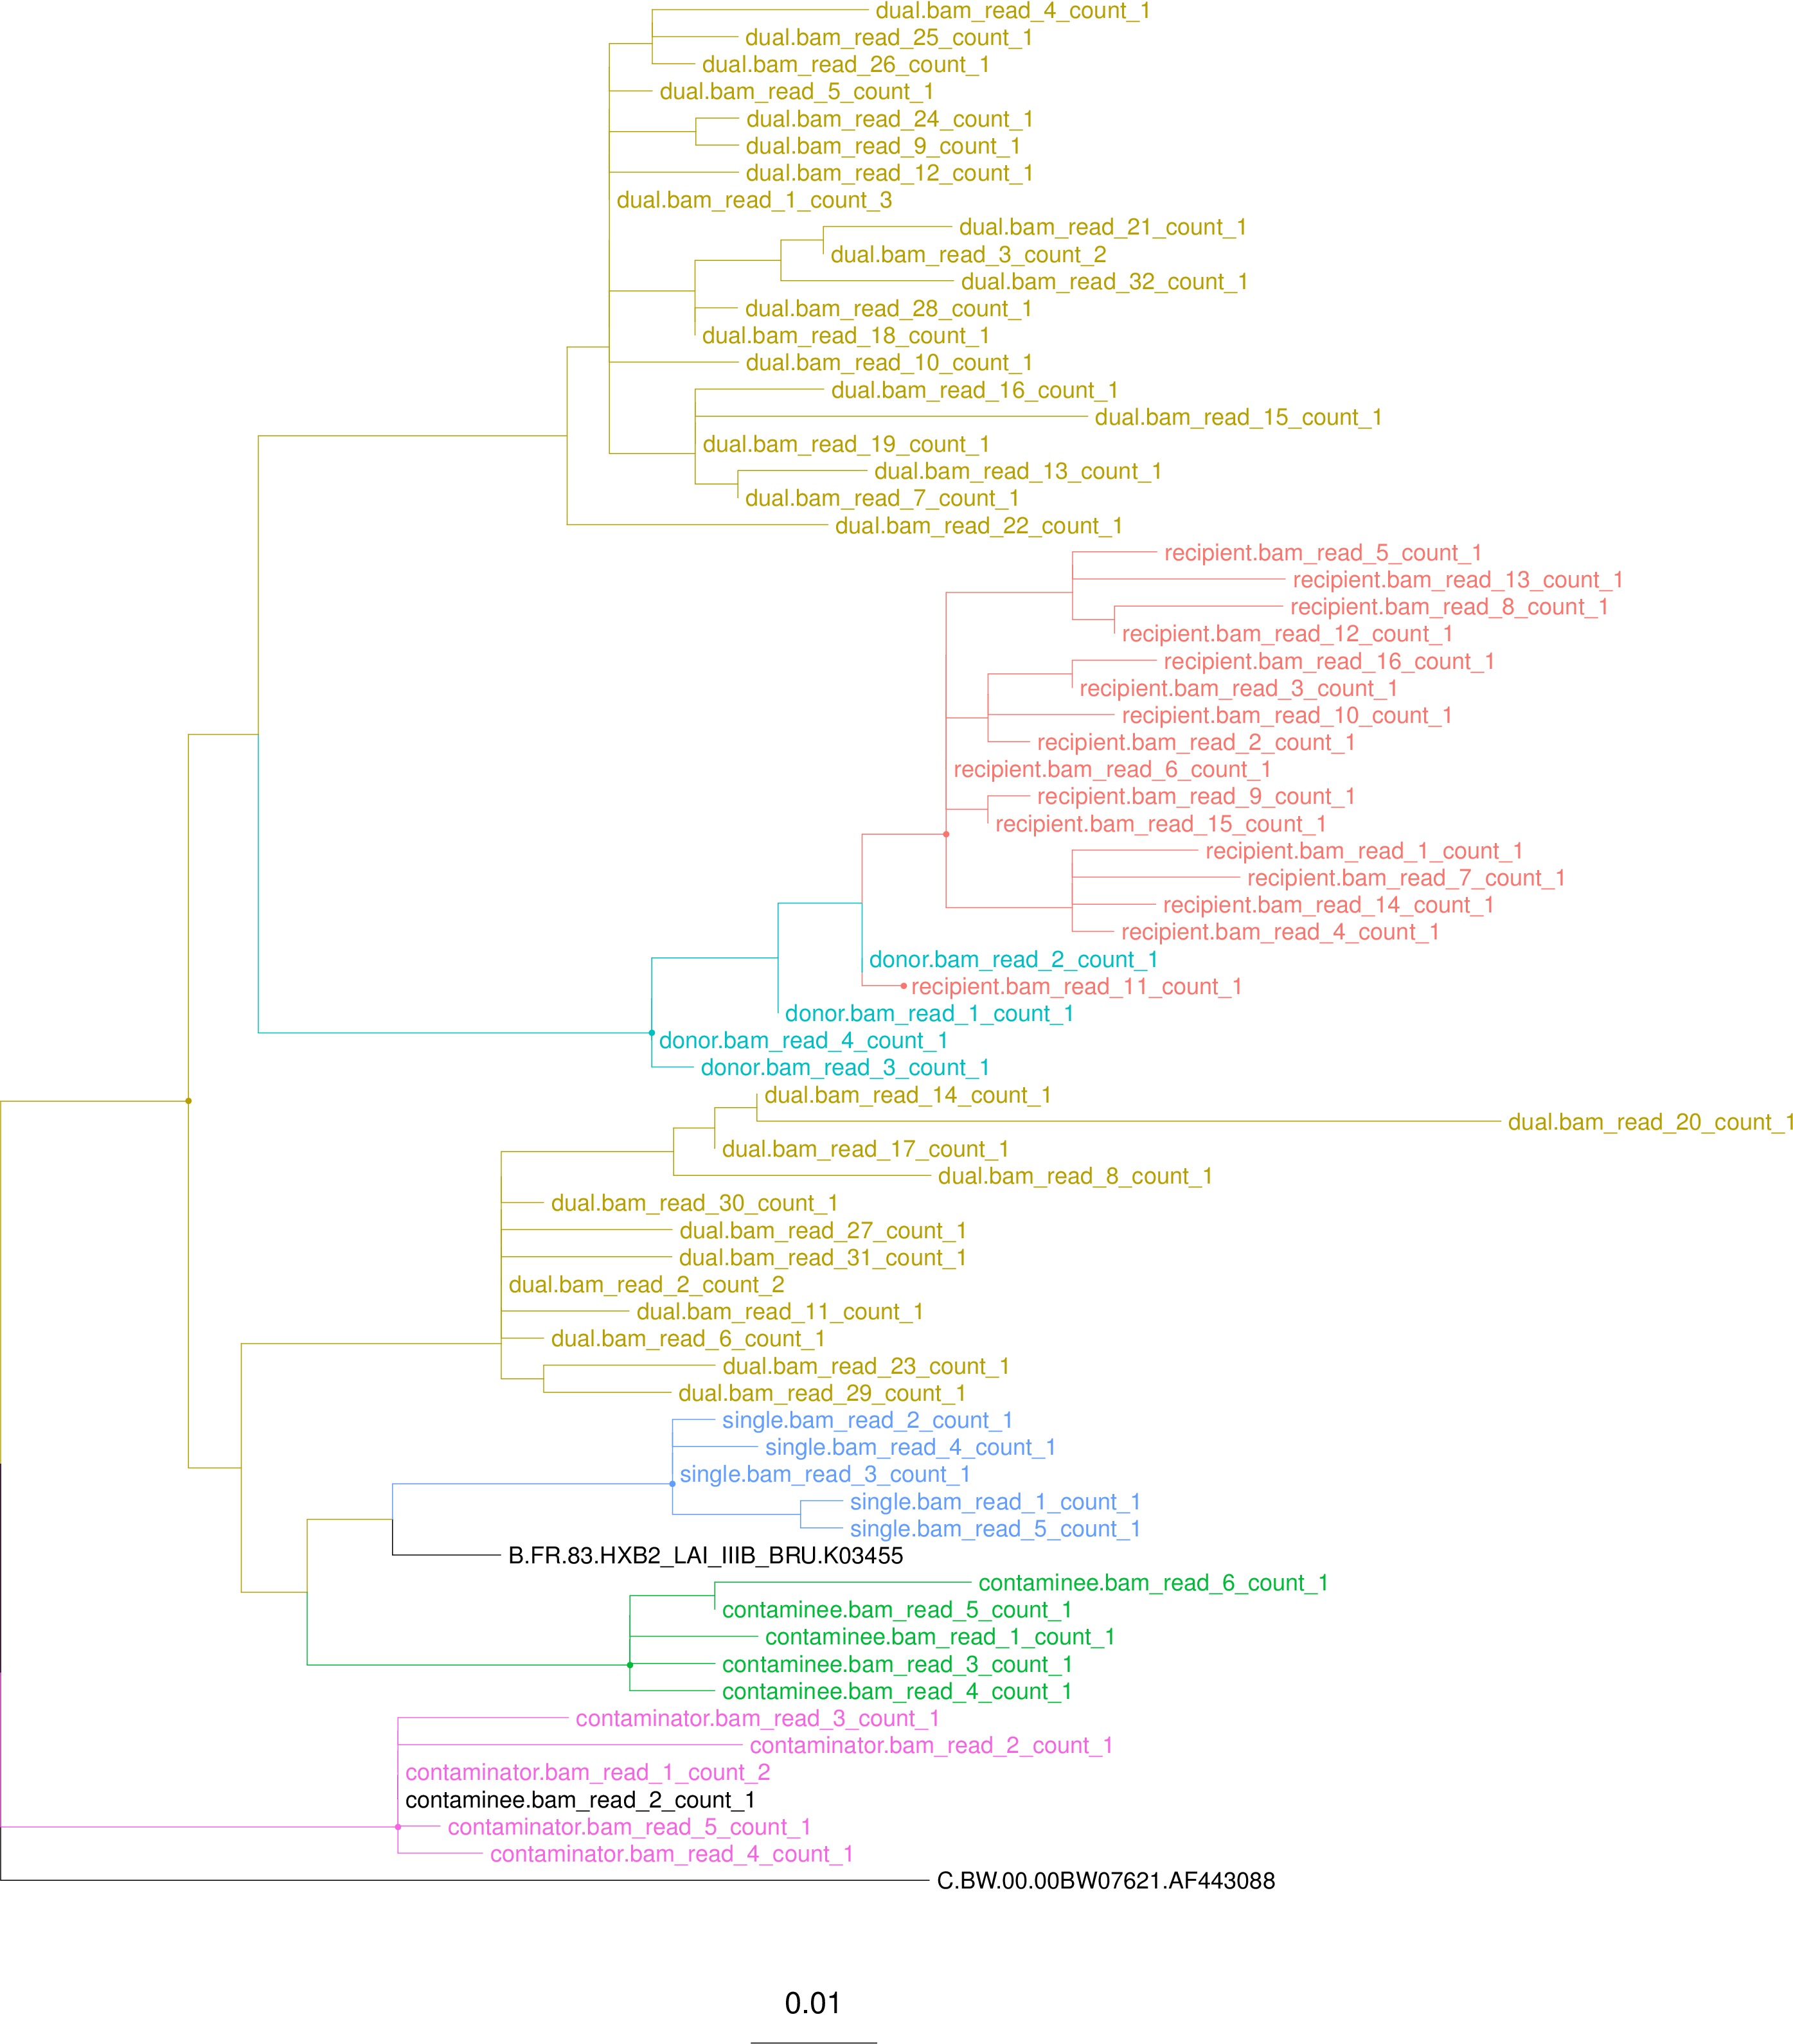 dual.bam_read_4_count_1
dual.bam_read_25_count_1
dual.bam_read_26_count_1
dual.bam_read_5_count_1
dual.bam_read_24_count_1
dual.bam_read_9_count_1
dual.bam_read_12_count_1
dual.bam_read_1_count_3
dual.bam_read_21_count_1
dual.bam_read_3_count_2
dual.bam_read_32_count_1
dual.bam_read_28_count_1
dual.bam_read_18_count_1
dual.bam_read_10_count_1
dual.bam_read_16_count_1
dual.bam_read_15_count_1
dual.bam_read_19_count_1
dual.bam_read_13_count_1
dual.bam_read_7_count_1
dual.bam_read_22_count_1
recipient.bam_read_5_count_1
recipient.bam_read_13_count_1
recipient.bam_read_8_count_1
recipient.bam_read_12_count_1
recipient.bam_read_16_count_1
recipient.bam_read_3_count_1
recipient.bam_read_10_count_1
recipient.bam_read_2_count_1
recipient.bam_read_6_count_1
recipient.bam_read_9_count_1
recipient.bam_read_15_count_1
recipient.bam_read_1_count_1
recipient.bam_read_7_count_1
recipient.bam_read_14_count_1
recipient.bam_read_4_count_1
donor.bam_read_2_count_1
recipient.bam_read_11_count_1
donor.bam_read_1_count_1
donor.bam_read_4_count_1
donor.bam_read_3_count_1
dual.bam_read_14_count_1
dual.bam_read_20_count_1
dual.bam_read_17_count_1
dual.bam_read_8_count_1
dual.bam_read_30_count_1
dual.bam_read_27_count_1
dual.bam_read_31_count_1
dual.bam_read_2_count_2
dual.bam_read_11_count_1
dual.bam_read_6_count_1
dual.bam_read_23_count_1
dual.bam_read_29_count_1
single.bam_read_2_count_1
single.bam_read_4_count_1
single.bam_read_3_count_1
single.bam_read_1_count_1
single.bam_read_5_count_1
B.FR.83.HXB2_LAI_IIIB_BRU.K03455
contaminee.bam_read_6_count_1
contaminee.bam_read_5_count_1
contaminee.bam_read_1_count_1
contaminee.bam_read_3_count_1
contaminee.bam_read_4_count_1
contaminator.bam_read_3_count_1
contaminator.bam_read_2_count_1
contaminator.bam_read_1_count_2
contaminee.bam_read_2_count_1
contaminator.bam_read_5_count_1
contaminator.bam_read_4_count_1
C.BW.00.00BW07621.AF443088
0.01